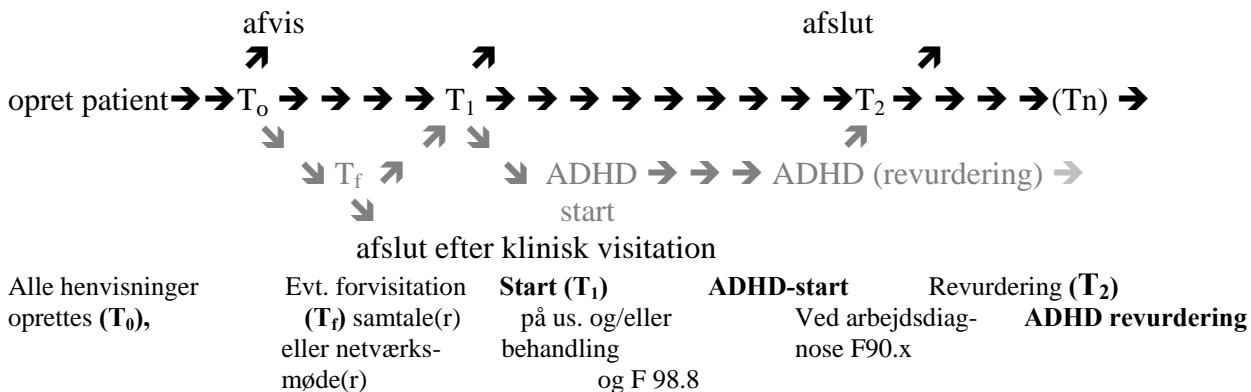 afvis afslut
opret patient ➔➔T₀ ➔ ➔ ➔ ➔ T₁ ➔ ➔ ➔ ➔ ➔ ➔ ➔ ➔ ➔T₂ ➔ ➔ ➔ ➔(Tn) ➔
T_f ADHD ➔ ➔ ➔ ADHD (revurdering) ➔
start
afslut efter klinisk visitation
Alle henvisninger Evt. forvisitation Start (T₁) ADHD-start Revurdering (T₂)
oprettes (T₀), (T_f) samtale(r) på us. og/eller Ved arbejdsdiag- ADHD revurdering
eller netværks- behandling nose F90.x
møde(r) og F 98.8